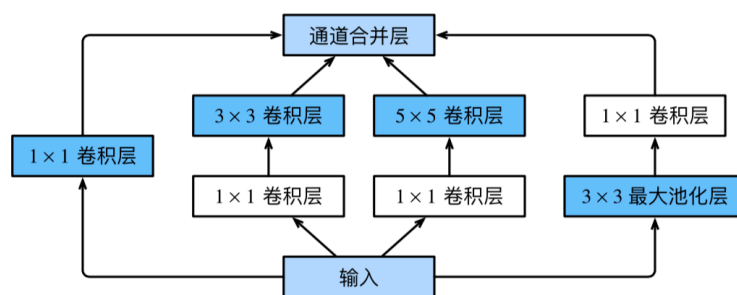 通道合并层
3 × 3 卷积层
5 × 5 卷积层
1 × 1 卷积层
1 × 1 卷积层
1 × 1 卷积层
1 × 1 卷积层
3 × 3 最大池化层
输入